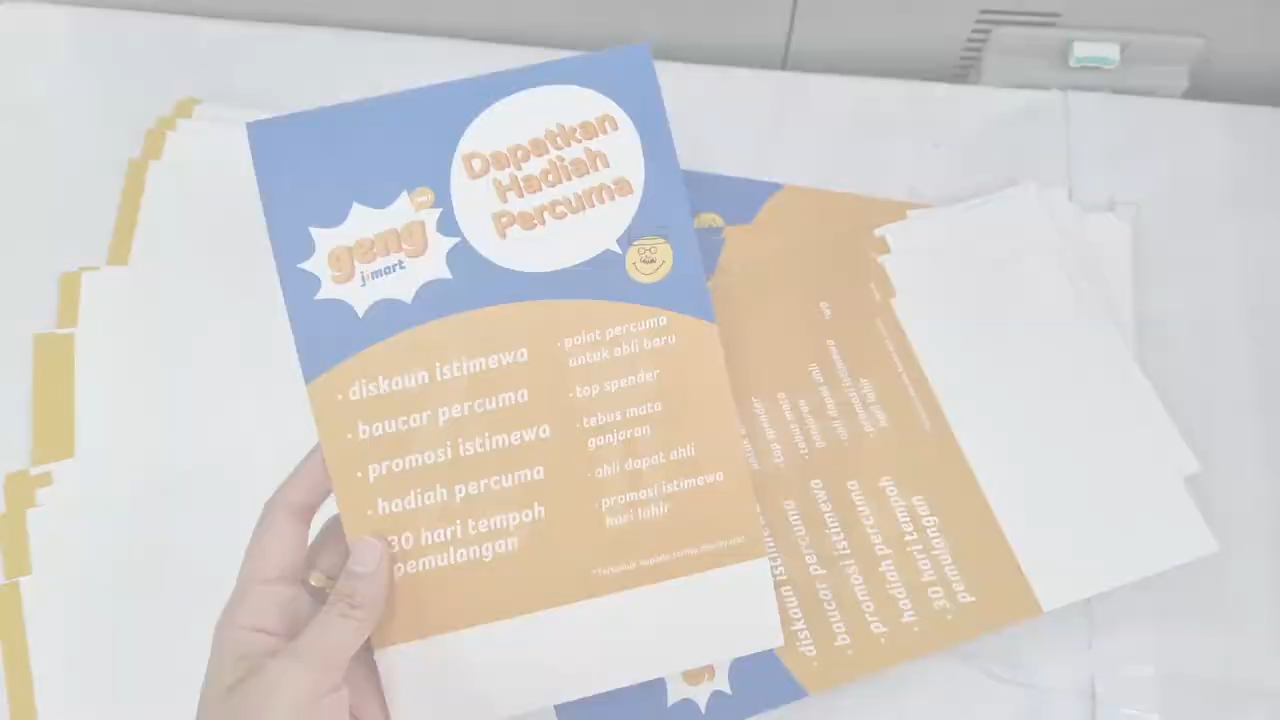 Dapatkan
Hadiah
Percuma
geng
jimart
· diskaun istimewa
· baucar percuma
· promosi istimewa
· hadiah percuma
30 hari tempoh
pemulangan
· point percuma
untuk ahli baru
· top spender
· tebus mata
ganjaran
· ahli dapat ahli
· promosi istimewa
hari lahir
· top spender
· tebus mata
ganjaran
· ahli dapat ahli
· promosi istimewa
hari lahir
· diskaun
· baucar percuma
· promosi istimewa
· hadiah percuma
· 30 hari tempoh
pemulangan